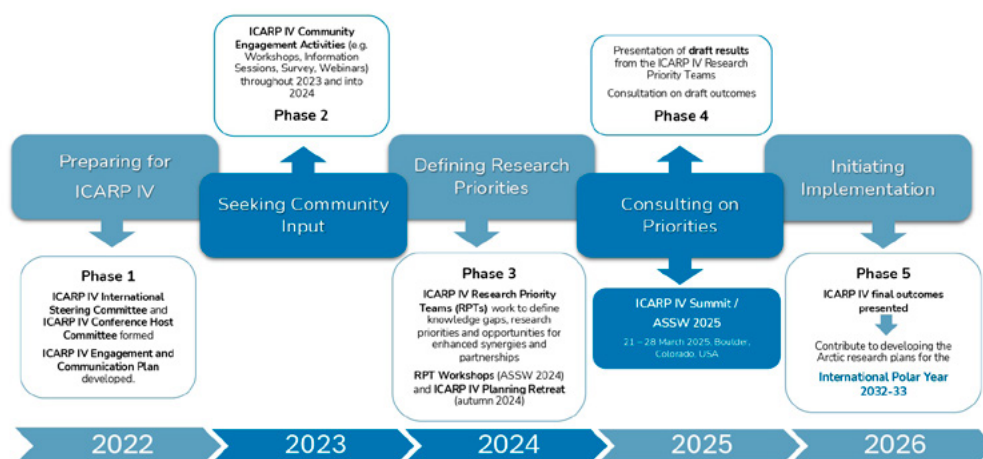 ICARP IV Community
Engagement Activities (e.g.
Workshops, Information
Sessions, Survey, Webinars)
throughout 2023 and into
2024
Phase 2
Presentation of draft results
from the ICARP IV Research
Priority Teams
Consultation on draft outcomes
Phase 4
Preparing for
ICARP IV
Seeking Community
Input
Defining Research
Priorities
Consulting on
Priorities
Initiating
Implementation
Phase 1
ICARP IV International
Steering Committee and
ICARP IV Conference Host
Committee formed
ICARP IV Engagement and
Communication Plan
developed.
Phase 3
ICARP IV Research Priority
Teams (RPTs) work to define
knowledge gaps, research
priorities and opportunities for
enhanced synergies and
partnerships
RPT Workshops (ASSW 2024)
and ICARP IV Planning Retreat
(autumn 2024)
ICARP IV Summit /
ASSW 2025
21 – 28 March 2025, Boulder,
Colorado, USA
Phase 5
ICARP IV final outcomes
presented
Contribute to developing the
Arctic research plans for the
International Polar Year
2032-33
2022
2023
2024
2025
2026